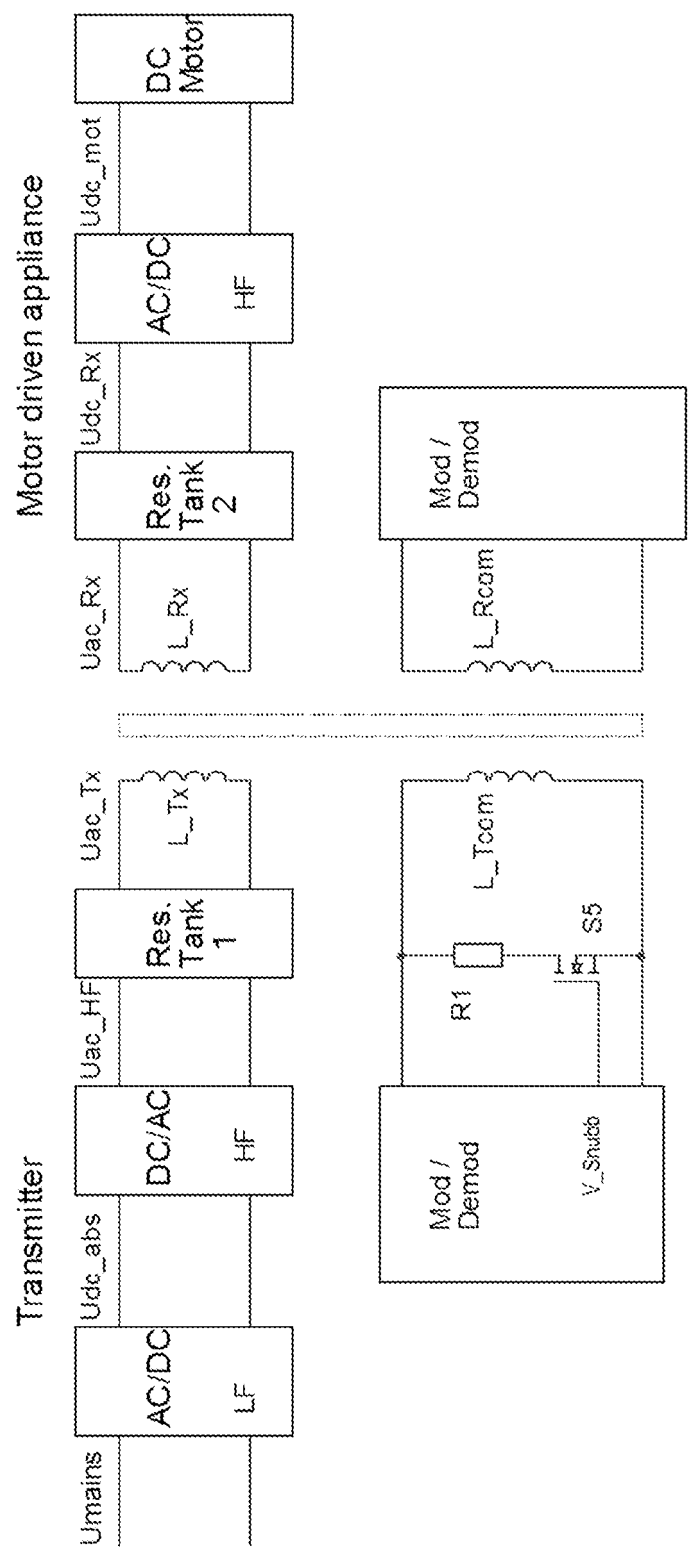 Transmitter
Motor driven appliance
Umains
AC/DC
LF
Udc_abs
DC/AC
HF
Uac_HF
Res.
Tank
1
Uac_Tx
L_Tx
Uac_Rx
L_Rx
Res.
Tank
2
Udc_Rx
AC/DC
HF
Udc_mot
DC
Motor
Mod /
Demod
V_Snubb
R1
S5
L_Tcom
L_Rcom
Mod /
Demod